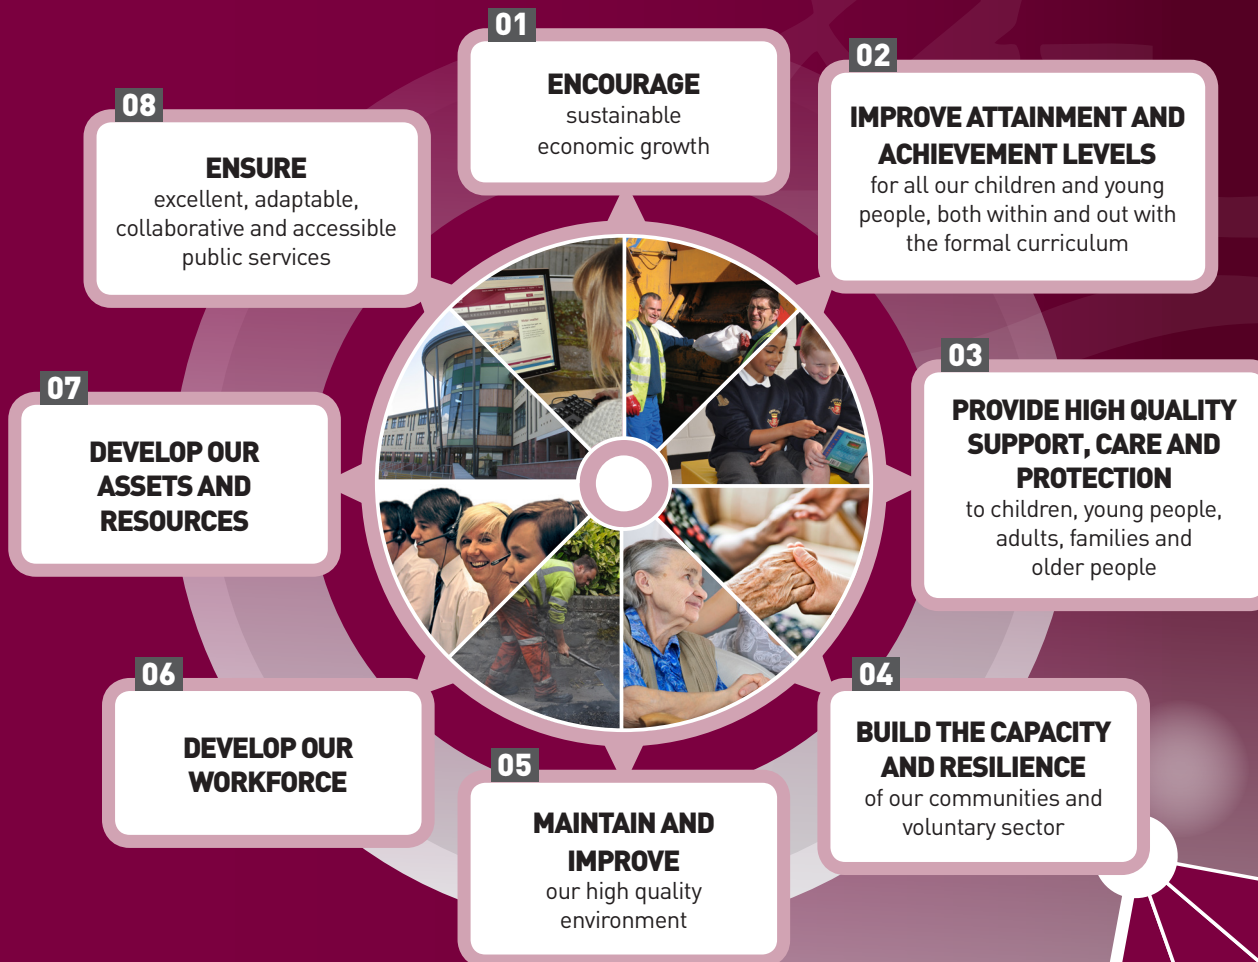 01
ENCOURAGE
sustainable
economic growth
02
IMPROVE ATTAINMENT AND
ACHIEVEMENT LEVELS
for all our children and young
people, both within and out with
the formal curriculum
03
PROVIDE HIGH QUALITY
SUPPORT, CARE AND
PROTECTION
to children, young people,
adults, families and
older people
04
BUILD THE CAPACITY
AND RESILIENCE
of our communities and
voluntary sector
05
MAINTAIN AND
IMPROVE
our high quality
environment
06
DEVELOP OUR
WORKFORCE
07
DEVELOP OUR
ASSETS AND
RESOURCES
08
ENSURE
excellent, adaptable,
collaborative and accessible
public services